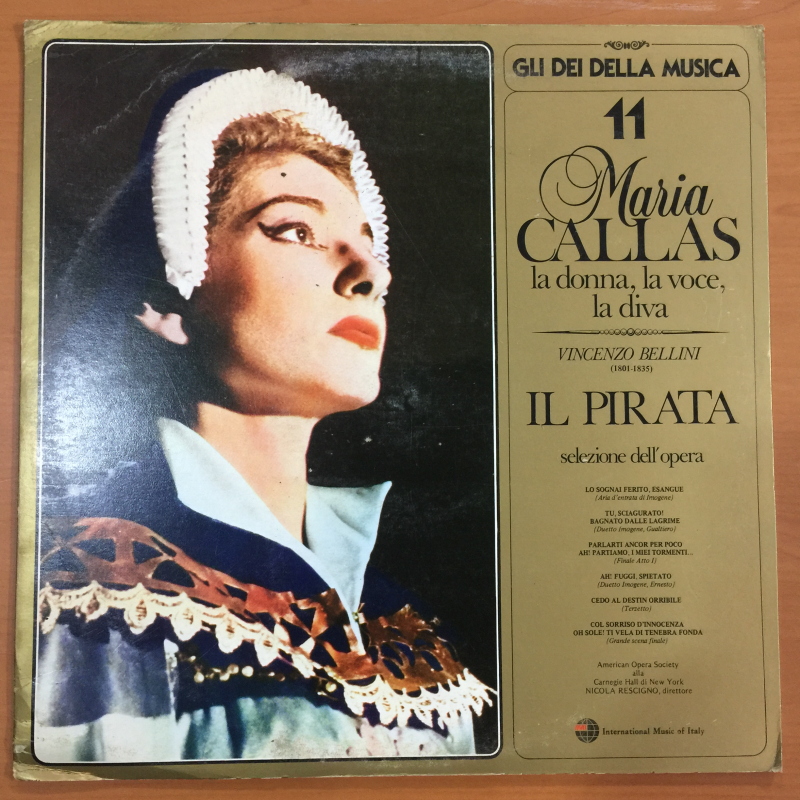 GLI DEI DELLA MUSICA
11
Maria
CALLAS
la donna, la voce,
la diva
VINCENZO BELLINI
(1801-1835)
IL PIRATA
selezione dell'opera
LO SOGNAI FERITO, ESANGUE
(Aria d'entrata di Imogene)
TU, SCIAGURATO!
BAGNATO DALLE LAGRIME
(Duetto Imogene, Gualtiero)
PARLARTI ANCOR PER POCO
AH! PARTIAMO, I MIEI TORMENTI...
(Finale Atto I)
AH! FUGGI, SPIETATO
(Duetto Imogene, Ernesto)
CEDO AL DESTIN ORRIBILE
(Terzetto)
COL SORRISO D'INNOCENZA
OH SOLE! TI VELA DI TENEBRA FONDA
(Grande scena finale)
American Opera Society
alla
Carnegie Hall di New York
NICOLA RESCIGNO, direttore
International Music of Italy